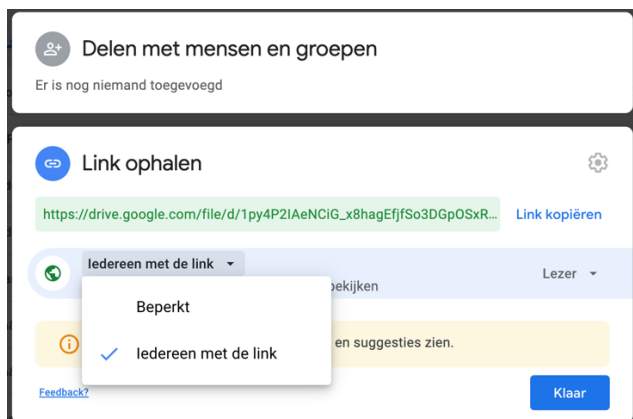 Delen met mensen en groepen
Er is nog niemand toegevoegd
Link ophalen
https://drive.google.com/file/d/1py4P2IAeNCiG_x8hagEfjfSo3DGpOSxR...
Link kopiëren
Iedereen met de link
bekijken
Lezer
Beperkt
Iedereen met de link
en suggesties zien.
Feedback?
Klaar